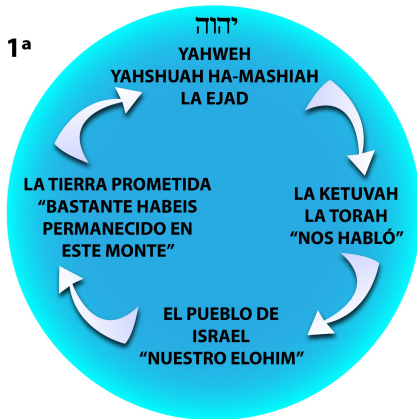 1ª
יהוה
YAHWEH
YAHSHUAH HA-MASHIAH
LA EJAD
LA KETUVAH
LA TORAH
“NOS HABLÓ”
EL PUEBLO DE
ISRAEL
“NUESTRO ELOHIM”
LA TIERRA PROMETIDA
“BASTANTE HABEIS
PERMANECIDO EN
ESTE MONTE”